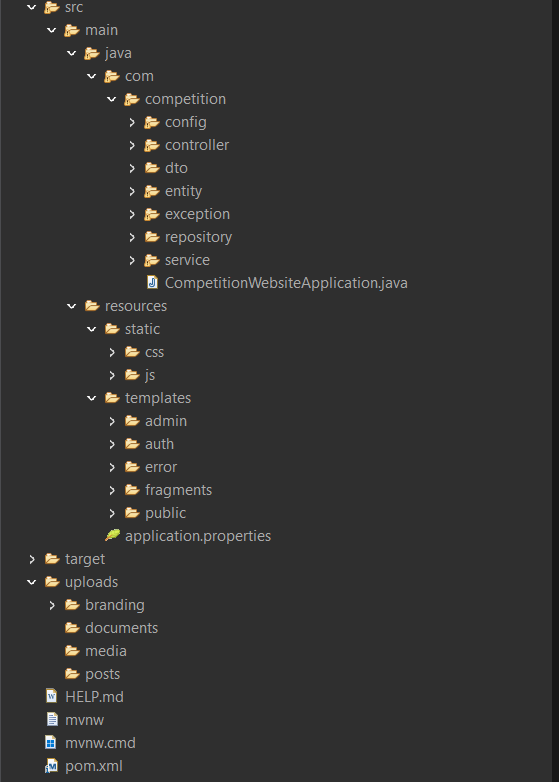 src
main
java
com
competition
config
controller
dto
entity
exception
repository
service
CompetitionWebsiteApplication.java
resources
static
css
js
templates
admin
auth
error
fragments
public
application.properties
target
uploads
branding
documents
media
posts
HELP.md
mvnw
mvnw.cmd
pom.xml